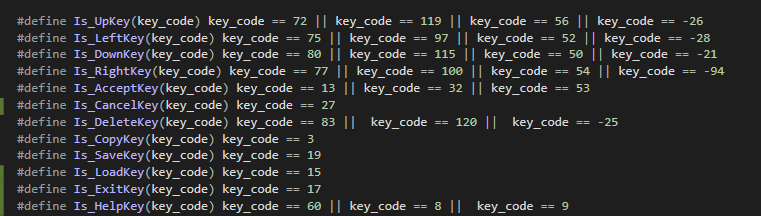 #define Is_UpKey(key_code) key_code == 72 || key_code == 119 || key_code == 56 || key_code == -26
#define Is_LeftKey(key_code) key_code == 75 || key_code == 97 || key_code == 52 || key_code == -28
#define Is_DownKey(key_code) key_code == 80 || key_code == 115 || key_code == 50 || key_code == -21
#define Is_RightKey(key_code) key_code == 77 || key_code == 100 || key_code == 54 || key_code == -94
#define Is_AcceptKey(key_code) key_code == 13 || key_code == 32 || key_code == 53
#define Is_CancelKey(key_code) key_code == 27
#define Is_DeleteKey(key_code) key_code == 83 ||  key_code == 120 ||  key_code == -25
#define Is_CopyKey(key_code) key_code == 3
#define Is_SaveKey(key_code) key_code == 19
#define Is_LoadKey(key_code) key_code == 15
#define Is_ExitKey(key_code) key_code == 17
#define Is_HelpKey(key_code) key_code == 60 || key_code == 8 ||  key_code == 9